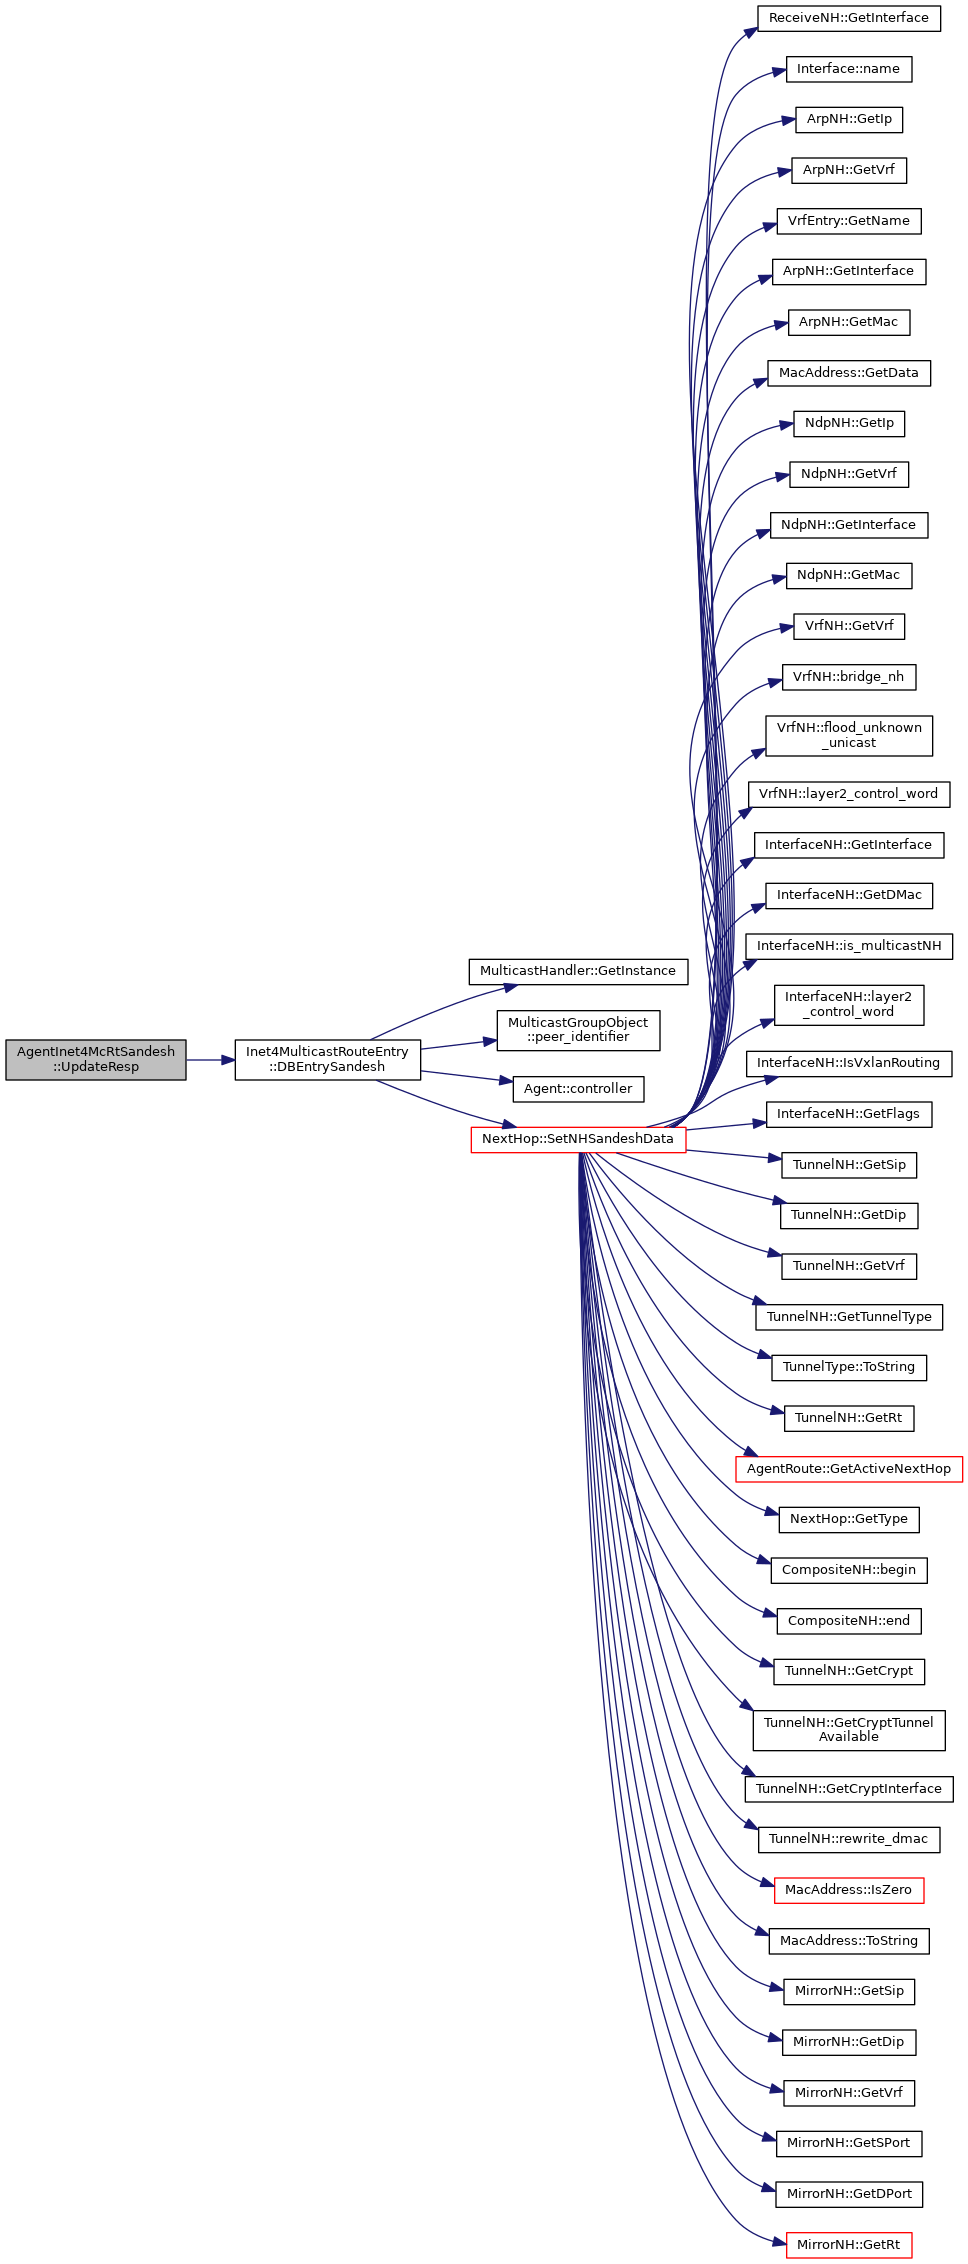 AgentInet4McRtSandesh
::UpdateResp
Inet4MulticastRouteEntry
::DBEntrySandesh
MulticastHandler::GetInstance
MulticastGroupObject
::peer_identifier
Agent::controller
NextHop::SetNHSandeshData
ReceiveNH::GetInterface
Interface::name
ArpNH::GetIp
ArpNH::GetVrf
VrfEntry::GetName
ArpNH::GetInterface
ArpNH::GetMac
MacAddress::GetData
NdpNH::GetIp
NdpNH::GetVrf
NdpNH::GetInterface
NdpNH::GetMac
VrfNH::GetVrf
VrfNH::bridge_nh
VrfNH::flood_unknown
_unicast
VrfNH::layer2_control_word
InterfaceNH::GetInterface
InterfaceNH::GetDMac
InterfaceNH::is_multicastNH
InterfaceNH::layer2
_control_word
InterfaceNH::IsVxlanRouting
InterfaceNH::GetFlags
TunnelNH::GetSip
TunnelNH::GetDip
TunnelNH::GetVrf
TunnelNH::GetTunnelType
TunnelType::ToString
TunnelNH::GetRt
AgentRoute::GetActiveNextHop
NextHop::GetType
CompositeNH::begin
CompositeNH::end
TunnelNH::GetCrypt
TunnelNH::GetCryptTunnel
Available
TunnelNH::GetCryptInterface
TunnelNH::rewrite_dmac
MacAddress::IsZero
MacAddress::ToString
MirrorNH::GetSip
MirrorNH::GetDip
MirrorNH::GetVrf
MirrorNH::GetSPort
MirrorNH::GetDPort
MirrorNH::GetRt